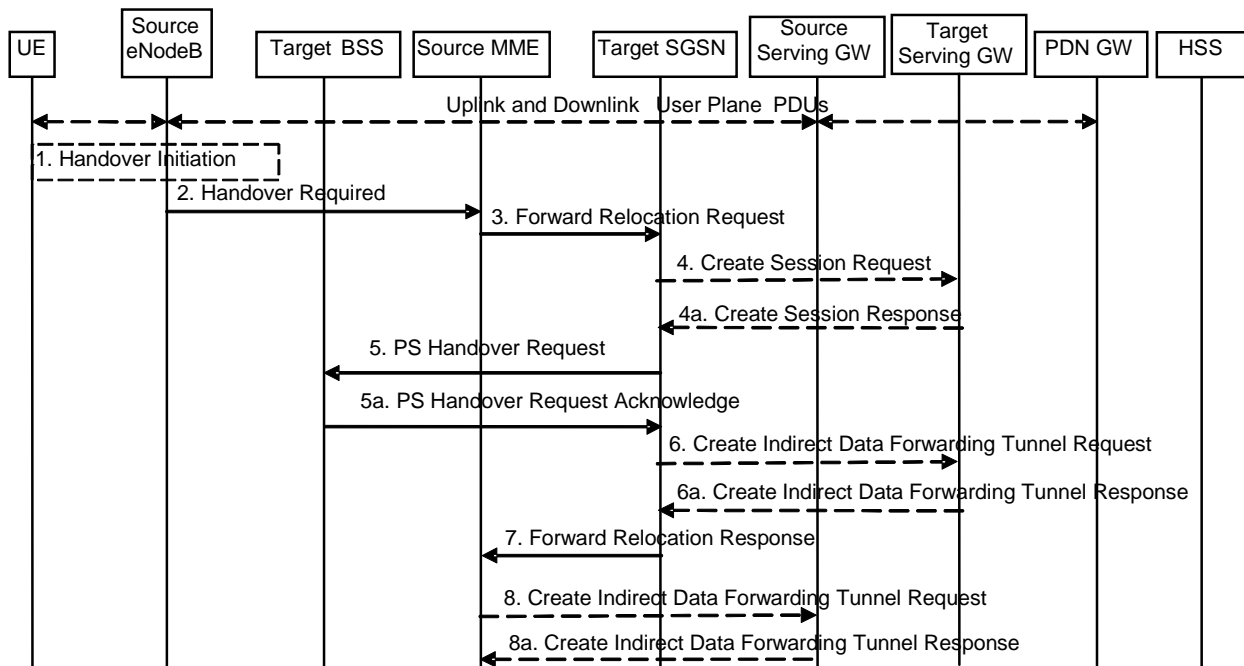 UE
Source
eNodeB
Target BSS
Source MME
Target SGSN
Source
Serving GW
Target
Serving GW
PDN GW
HSS
Uplink and Downlink User Plane PDUs
1. Handover Initiation
2. Handover Required
3. Forward Relocation Request
4. Create Session Request
4a. Create Session Response
5. PS Handover Request
5a. PS Handover Request Acknowledge
6. Create Indirect Data Forwarding Tunnel Request
6a. Create Indirect Data Forwarding Tunnel Response
7. Forward Relocation Response
8. Create Indirect Data Forwarding Tunnel Request
8a. Create Indirect Data Forwarding Tunnel Response